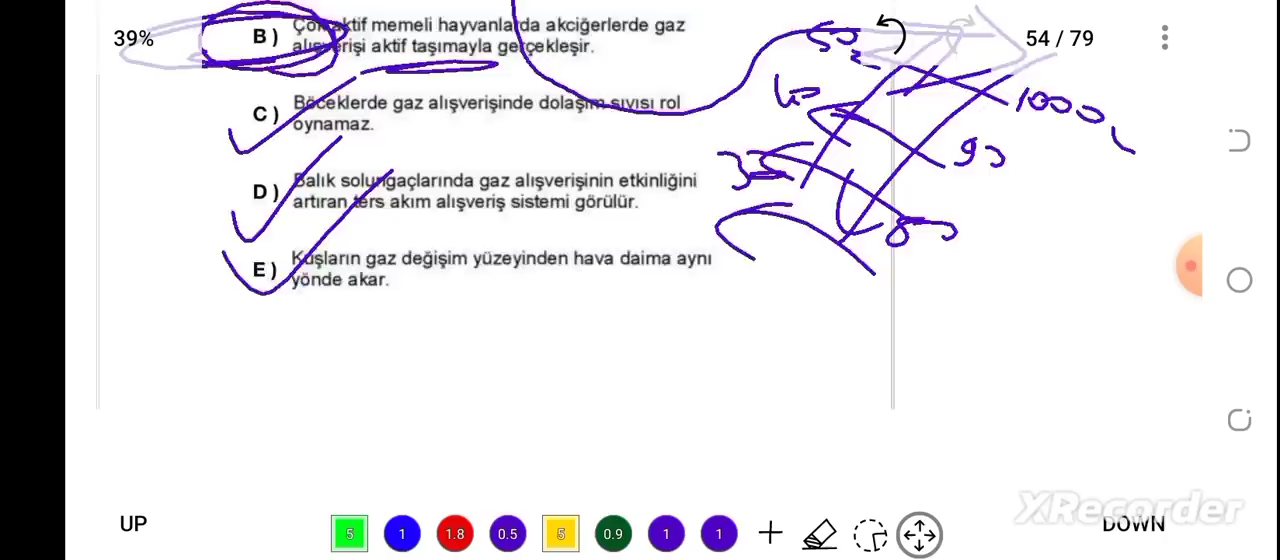 39%
54 / 79
B) Çok aktif memeli hayvanlarda akciğerlerde gaz
alışverişi aktif taşımayla gerçekleşir.
C) Böceklerde gaz alışverişinde dolaşım sıvısı rol
oynamaz.
D) Balık solungaçlarında gaz alışverişinin etkinliğini
artıran ters akım alışveriş sistemi görülür.
E) Kuşların gaz değişim yüzeyinden hava daima aynı
yönde akar.
100
UP
5 1 1.8 0.5 5 0.9 1 1
DOWN
XRecorder